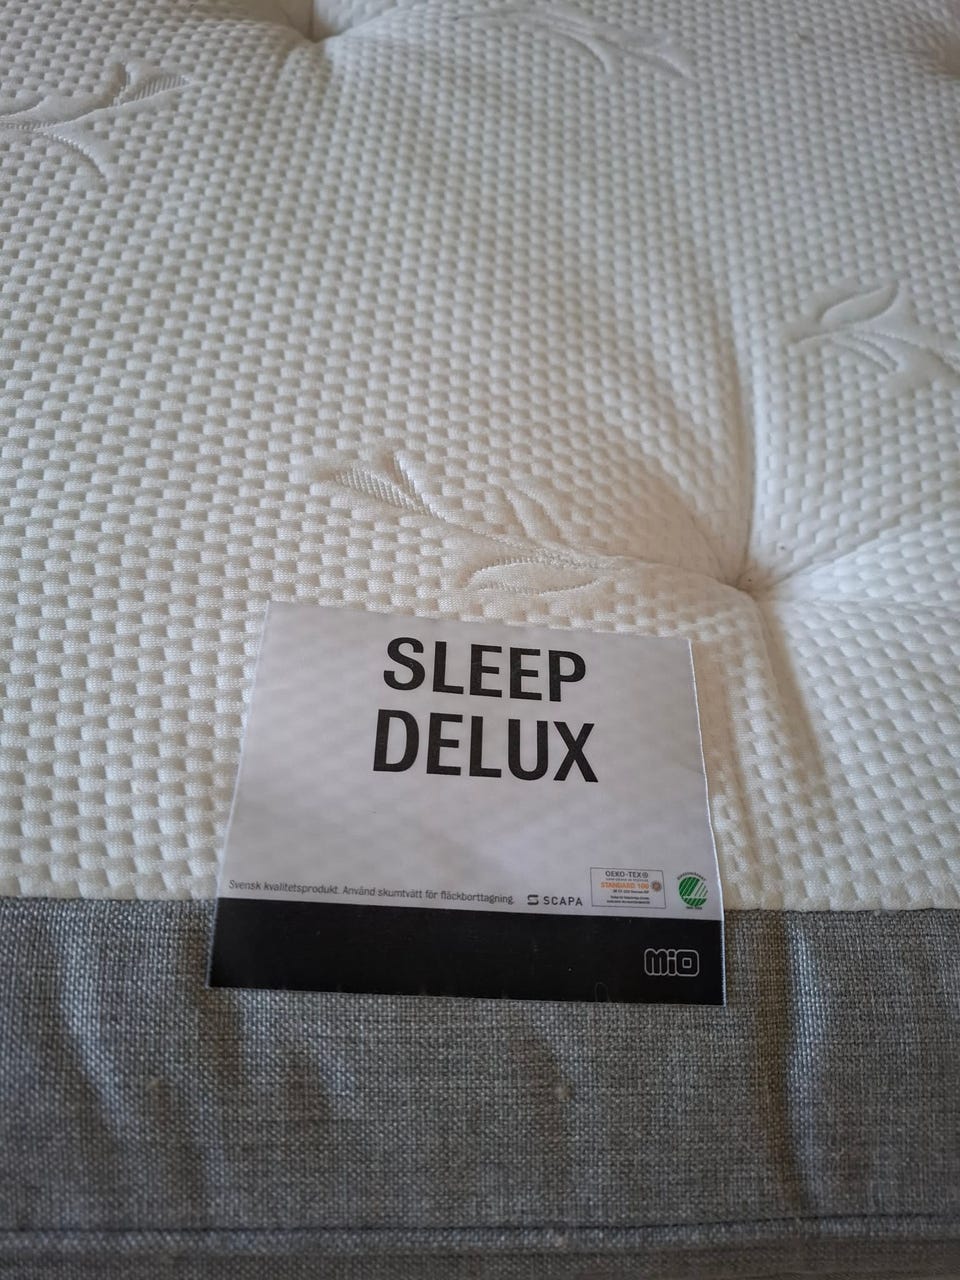 SLEEP
DELUX
Svensk kvalitetsprodukt. Använd skumtvätt för fläckborttagning.
SCAPA
OEKO-TEX®
STANDARD 100
MiO